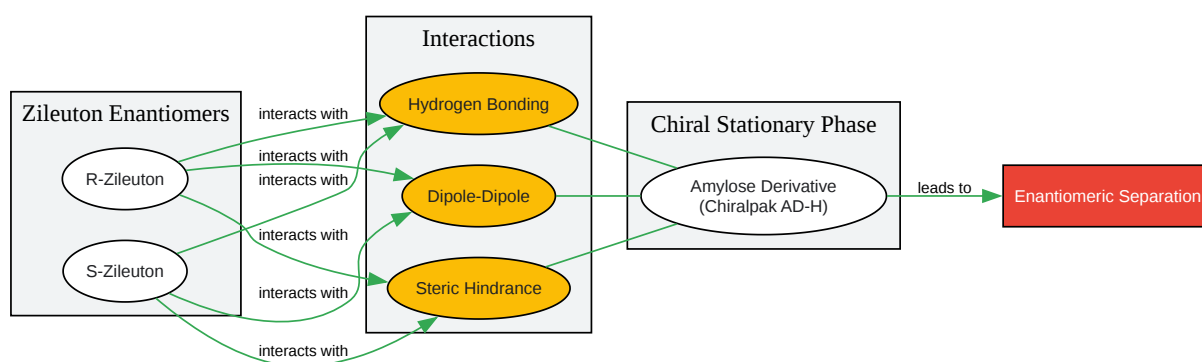 Zileuton Enantiomers
R-Zileuton
S-Zileuton
interacts with
interacts with
interacts with
interacts with
interacts with
interacts with
Interactions
Hydrogen Bonding
Dipole-Dipole
Steric Hindrance
Chiral Stationary Phase
Amylose Derivative
(Chiralpak AD-H)
leads to
Enantiomeric Separation